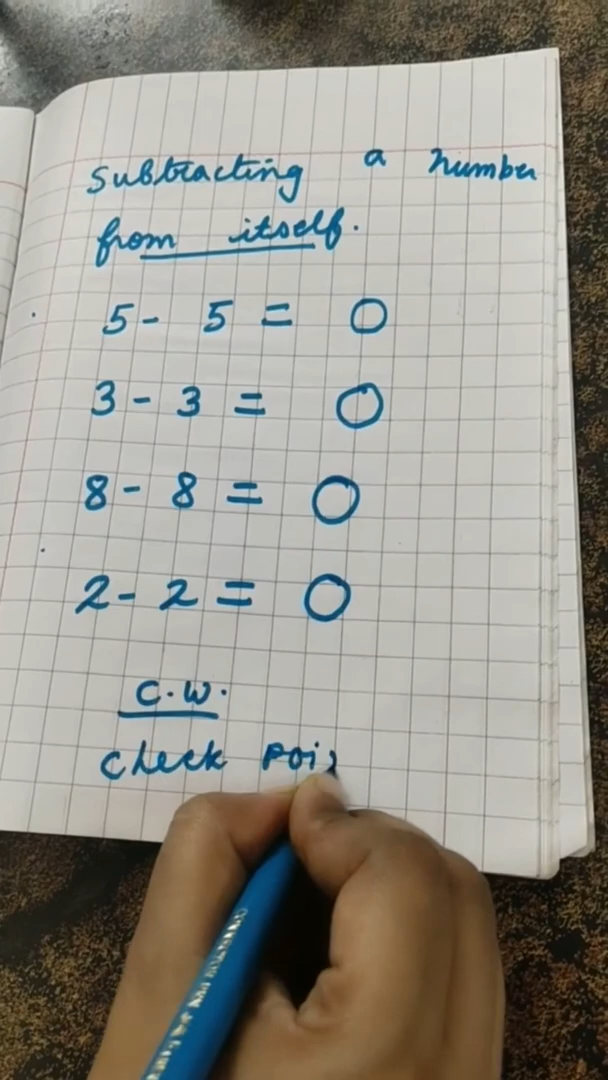 Subtracting a number
from itself.
5 - 5 = 0
3 - 3 = 0
8 - 8 = 0
2 - 2 = 0
C.W.
Check